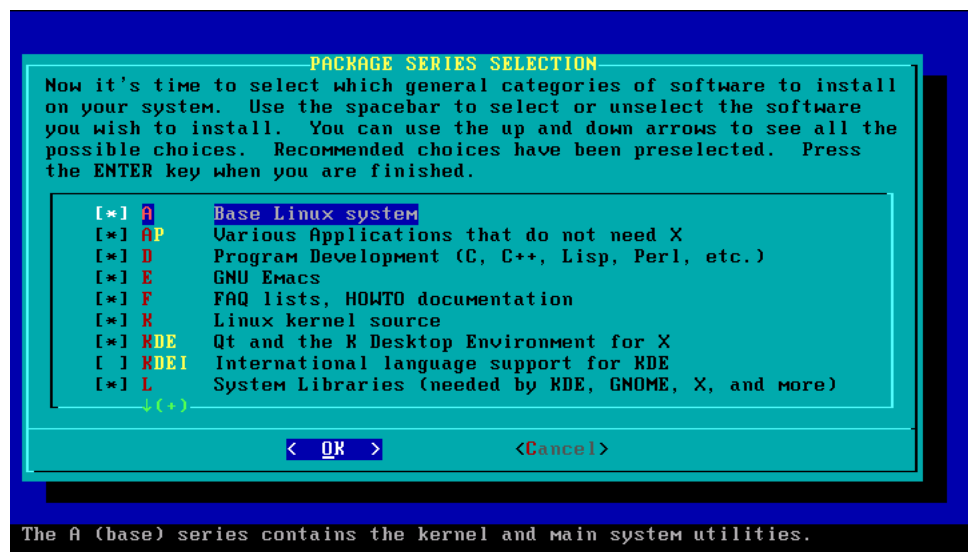 PACKAGE SERIES SELECTION
Now it's time to select which general categories of software to install
on your system.  Use the spacebar to select or unselect the software
you wish to install.  You can use the up and down arrows to see all the
possible choices.  Recommended choices have been preselected.  Press
the ENTER key when you are finished.
[*] A     Base Linux system
[*] AP    Various Applications that do not need X
[*] D     Program Development (C, C++, Lisp, Perl, etc.)
[*] E     GNU Emacs
[*] F     FAQ lists, HOWTO documentation
[*] K     Linux kernel source
[*] KDE   Qt and the K Desktop Environment for X
[ ] KDEI  International language support for KDE
[*] L     System Libraries (needed by KDE, GNOME, X, and more)
↓(+)
<  OK  >          <Cancel>
The A (base) series contains the kernel and main system utilities.